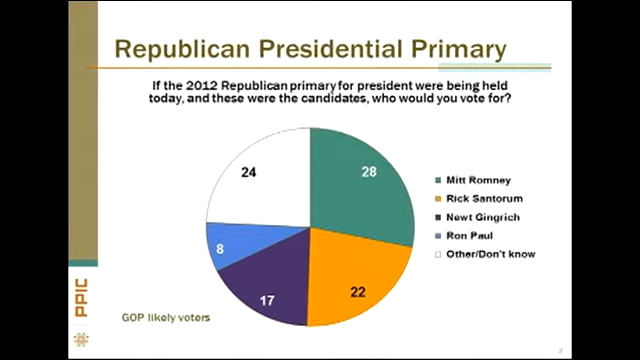 Republican Presidential Primary
If the 2012 Republican primary for president were being held
today, and these were the candidates, who would you vote for?
24
28
8
17
22
Mitt Romney
Rick Santorum
Newt Gingrich
Ron Paul
Other/Don't know
GOP likely voters
PPIC
2